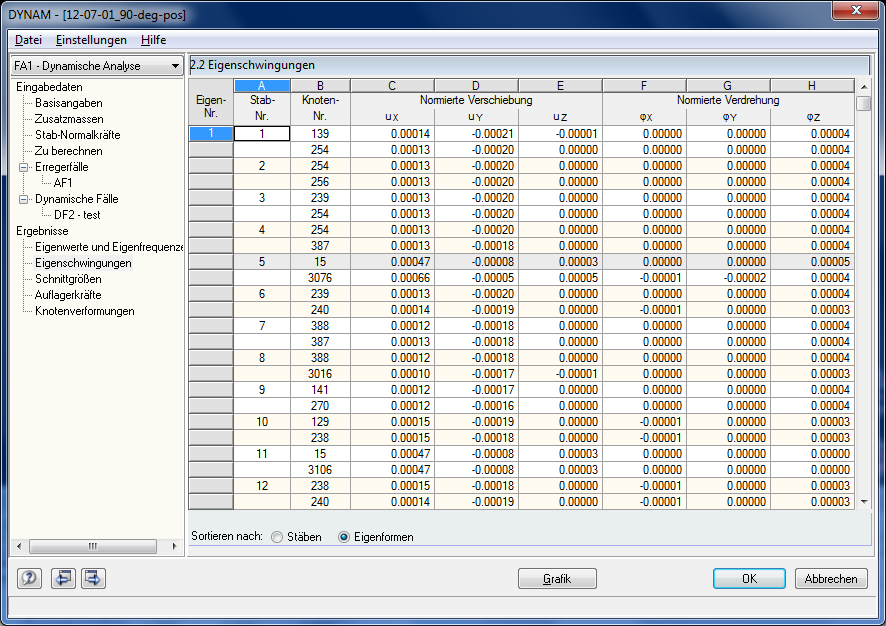 DYNAM - [12-07-01_90-deg-pos]
Datei Einstellungen Hilfe
FA1 - Dynamische Analyse
Eingabedaten
Basisangaben
Zusatzmassen
Stab-Normalkräfte
Zu berechnen
Erregerfälle
AF1
Dynamische Fälle
DF2 - test
Ergebnisse
Eigenwerte und Eigenfrequenze
Eigenschwingungen
Schnittgrößen
Auflagerkräfte
Knotenverformungen
2.2 Eigenschwingungen
A B C D E F G H
Eigen- Stab- Knoten- Normierte Verschiebung Normierte Verdrehung
Nr. Nr. Nr. uX uY uZ φX φY φZ
1 1 139 0.00014 -0.00021 -0.00001 0.00000 0.00000 0.00004
254 0.00013 -0.00020 0.00000 0.00000 0.00000 0.00004
2 254 0.00013 -0.00020 0.00000 0.00000 0.00000 0.00004
256 0.00013 -0.00020 0.00000 0.00000 0.00000 0.00004
3 239 0.00013 -0.00020 0.00000 0.00000 0.00000 0.00004
254 0.00013 -0.00020 0.00000 0.00000 0.00000 0.00004
4 254 0.00013 -0.00020 0.00000 0.00000 0.00000 0.00004
387 0.00013 -0.00018 0.00000 0.00000 0.00000 0.00004
5 15 0.00047 -0.00008 0.00003 0.00000 0.00000 0.00005
3076 0.00066 -0.00005 0.00005 -0.00001 -0.00002 0.00004
6 239 0.00013 -0.00020 0.00000 0.00000 0.00000 0.00004
240 0.00014 -0.00019 0.00000 -0.00001 0.00000 0.00003
7 388 0.00012 -0.00018 0.00000 0.00000 0.00000 0.00004
387 0.00013 -0.00018 0.00000 0.00000 0.00000 0.00004
8 388 0.00012 -0.00018 0.00000 0.00000 0.00000 0.00004
3016 0.00010 -0.00017 -0.00001 0.00000 0.00000 0.00003
9 141 0.00012 -0.00017 0.00000 0.00000 0.00000 0.00004
270 0.00012 -0.00016 0.00000 0.00000 0.00000 0.00004
10 129 0.00015 -0.00019 0.00000 -0.00001 0.00000 0.00003
238 0.00015 -0.00018 0.00000 -0.00001 0.00000 0.00003
11 15 0.00047 -0.00008 0.00003 0.00000 0.00000 0.00000
3106 0.00047 -0.00008 0.00003 0.00000 0.00000 0.00000
12 238 0.00015 -0.00018 0.00000 -0.00001 0.00000 0.00003
240 0.00014 -0.00019 0.00000 -0.00001 0.00000 0.00003
Sortieren nach: Stäben Eigenformen
Grafik OK Abbrechen